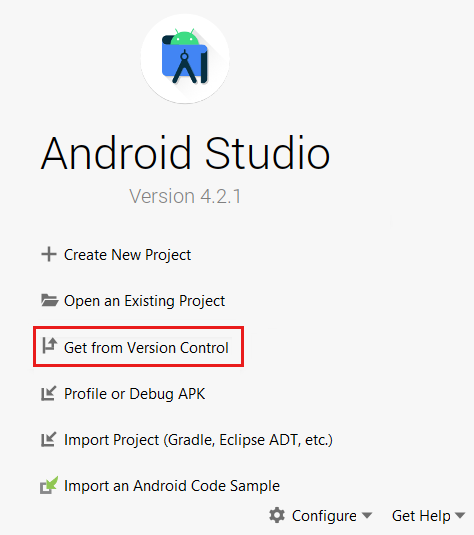 Android Studio
Version 4.2.1
Create New Project
Open an Existing Project
Get from Version Control
Profile or Debug APK
Import Project (Gradle, Eclipse ADT, etc.)
Import an Android Code Sample
Configure Get Help